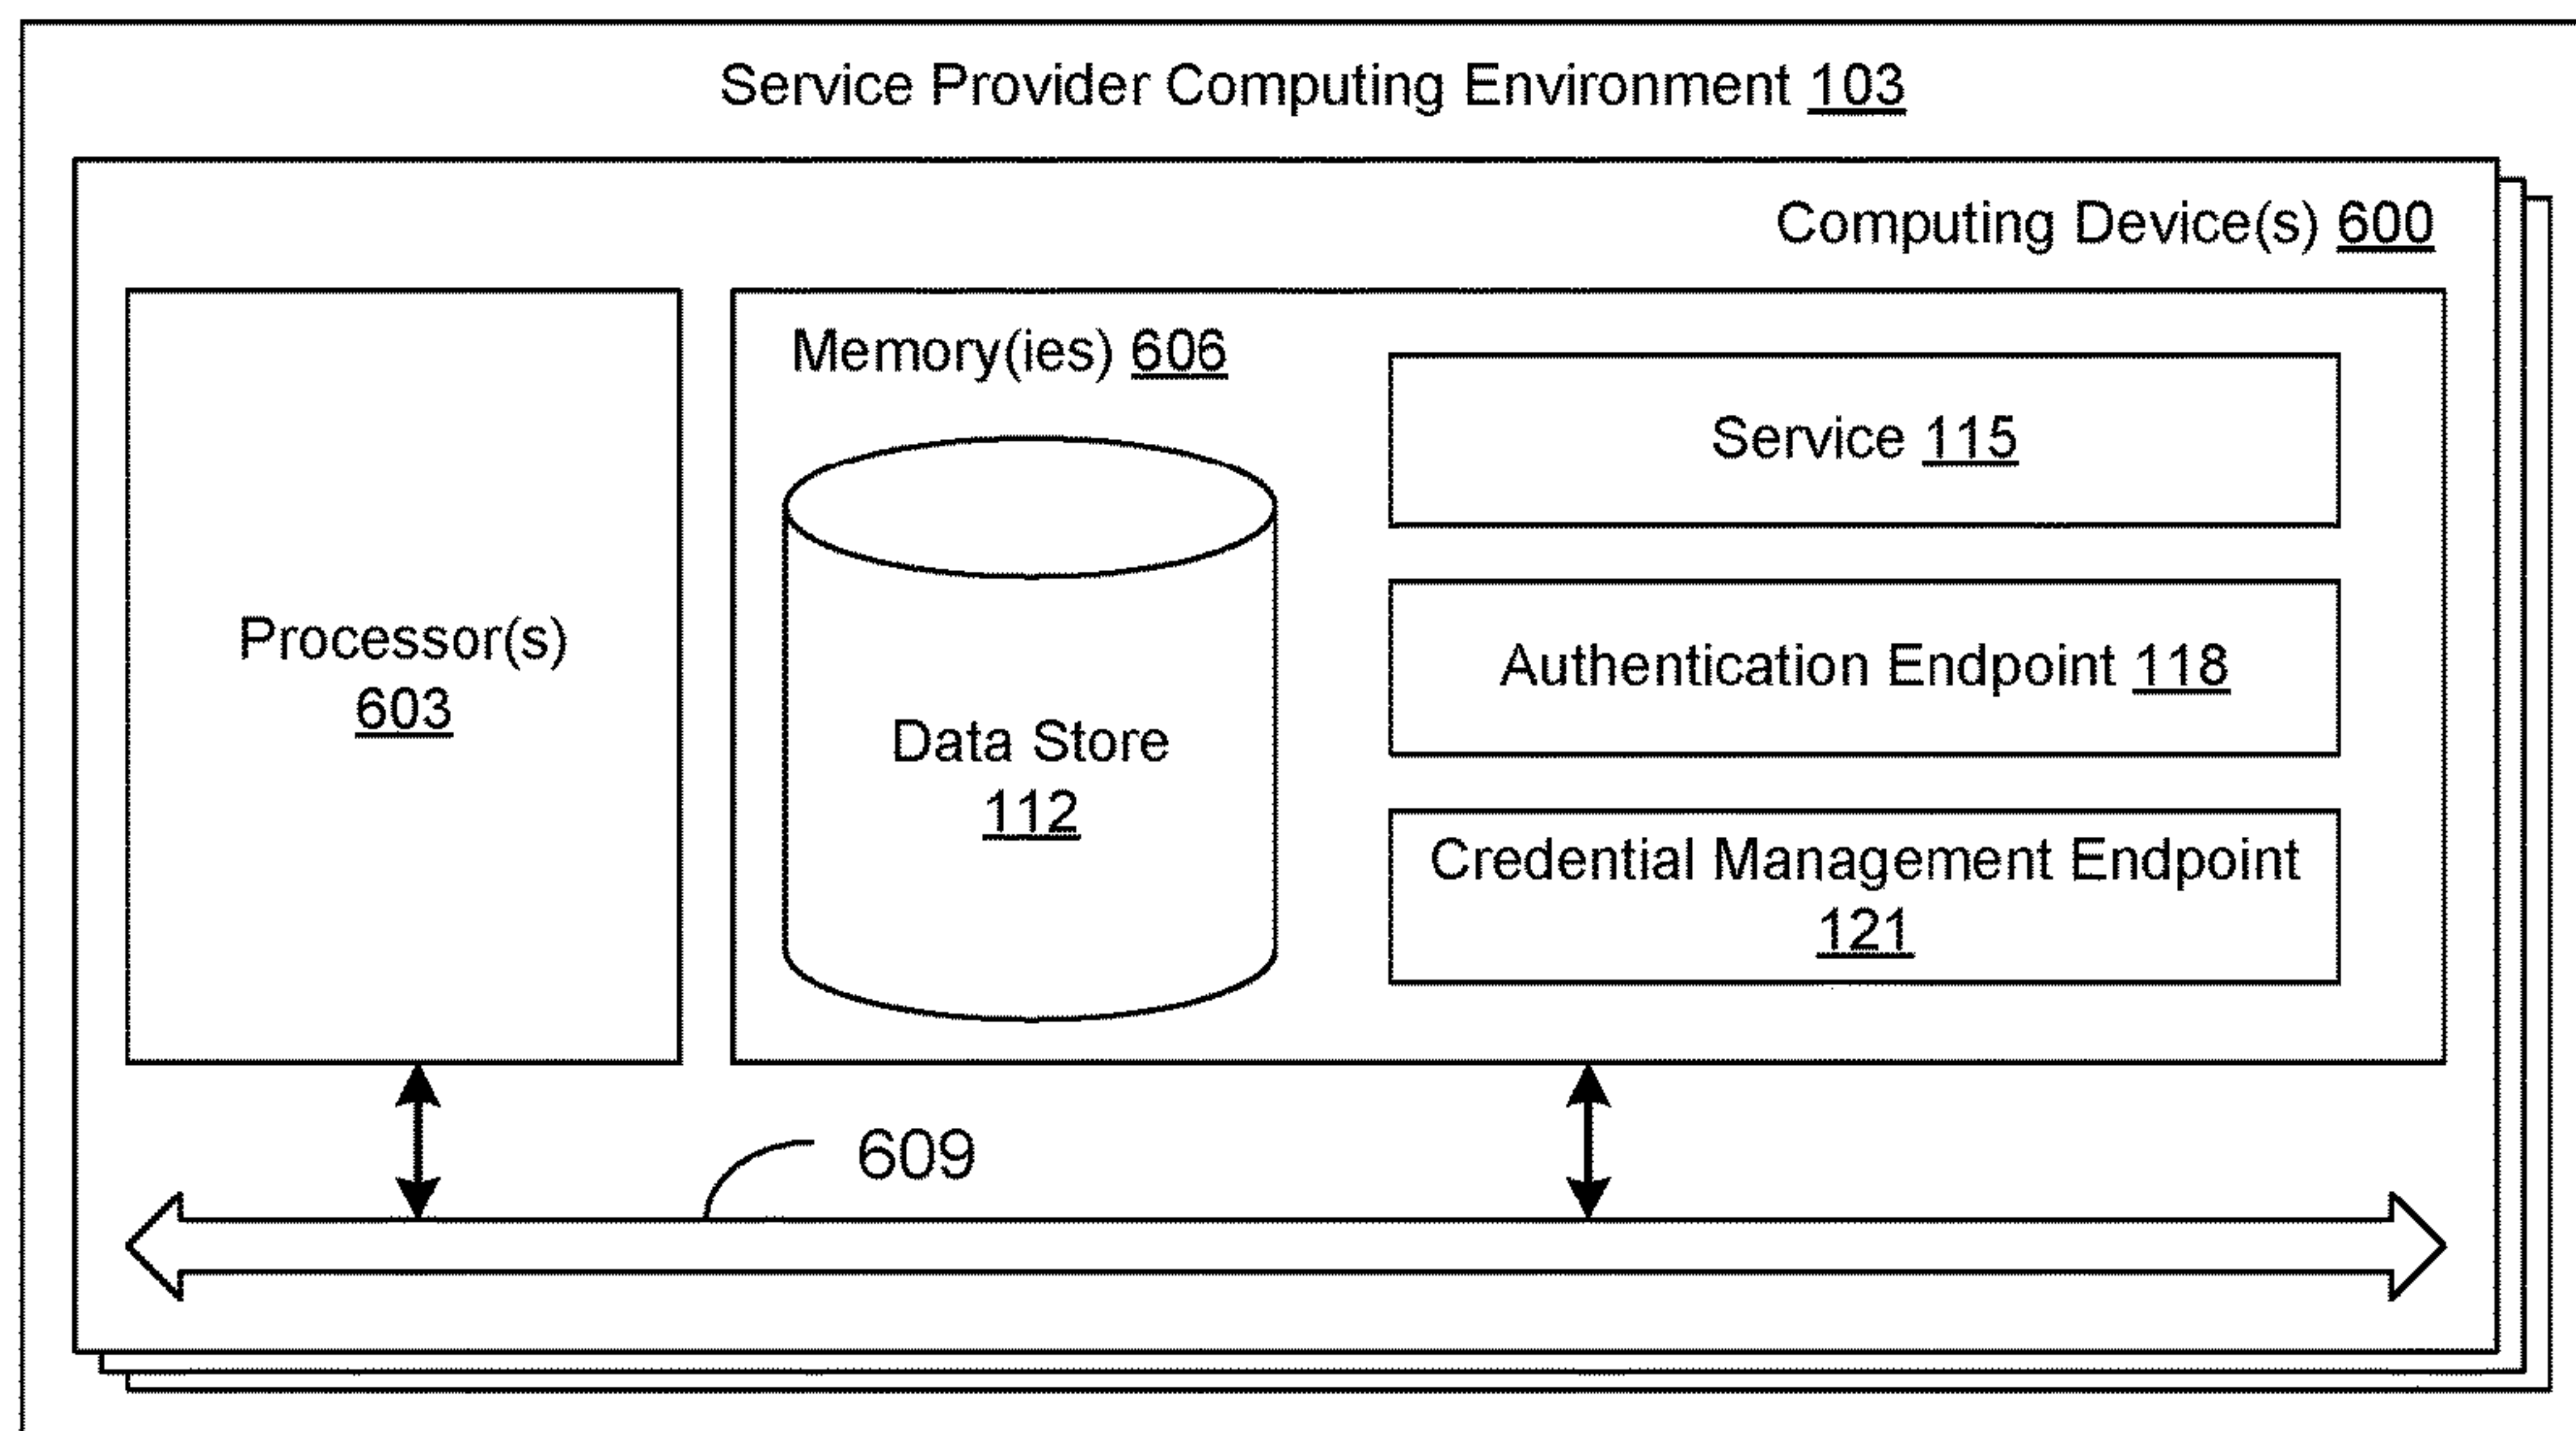 Service Provider Computing Environment 103
Computing Device(s) 600
Processor(s)
603
Memory(ies) 606
Data Store
112
Service 115
Authentication Endpoint 118
Credential Management Endpoint
121
609